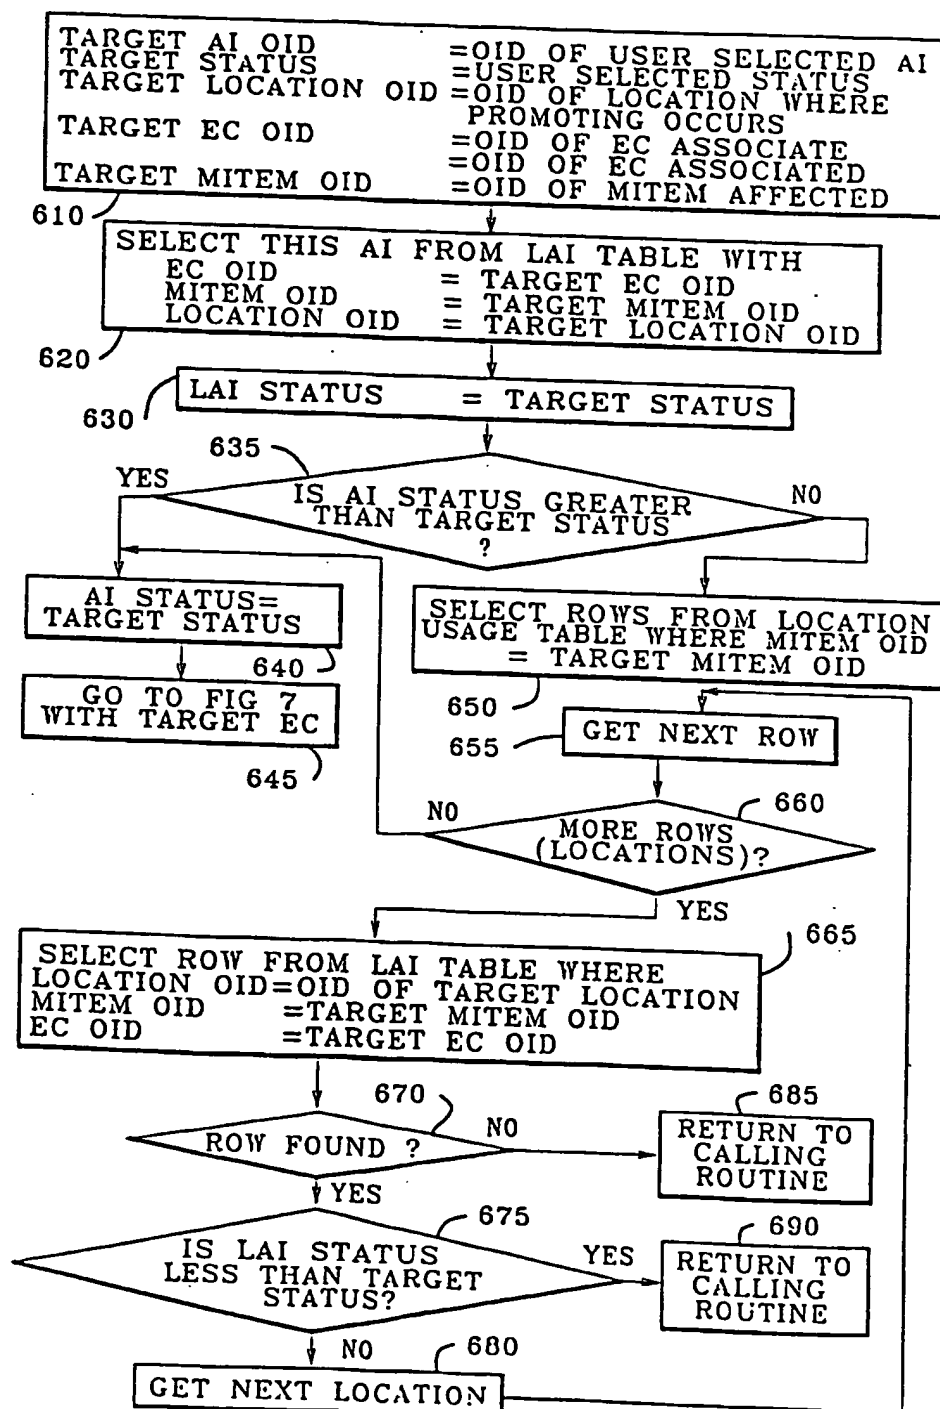 TARGET AI OID =OID OF USER SELECTED AI
TARGET STATUS =USER SELECTED STATUS
TARGET LOCATION OID =OID OF LOCATION WHERE
PROMOTING OCCURS
TARGET EC OID =OID OF EC ASSOCIATE
=OID OF EC ASSOCIATED
TARGET MITEM OID =OID OF MITEM AFFECTED
610
SELECT THIS AI FROM LAI TABLE WITH
EC OID = TARGET EC OID
MITEM OID = TARGET MITEM OID
LOCATION OID = TARGET LOCATION OID
620
LAI STATUS = TARGET STATUS
630
635
YES
IS AI STATUS GREATER
THAN TARGET STATUS
?
NO
AI STATUS=
TARGET STATUS
640
GO TO FIG 7
WITH TARGET EC
645
SELECT ROWS FROM LOCATION
USAGE TABLE WHERE MITEM OID
= TARGET MITEM OID
650
GET NEXT ROW
655
660
NO
MORE ROWS
(LOCATIONS)?
YES
665
SELECT ROW FROM LAI TABLE WHERE
LOCATION OID=OID OF TARGET LOCATION
MITEM OID =TARGET MITEM OID
EC OID =TARGET EC OID
670
ROW FOUND ?
NO
685
RETURN TO
CALLING
ROUTINE
YES
675
IS LAI STATUS
LESS THAN TARGET
STATUS?
YES
690
RETURN TO
CALLING
ROUTINE
NO
680
GET NEXT LOCATION